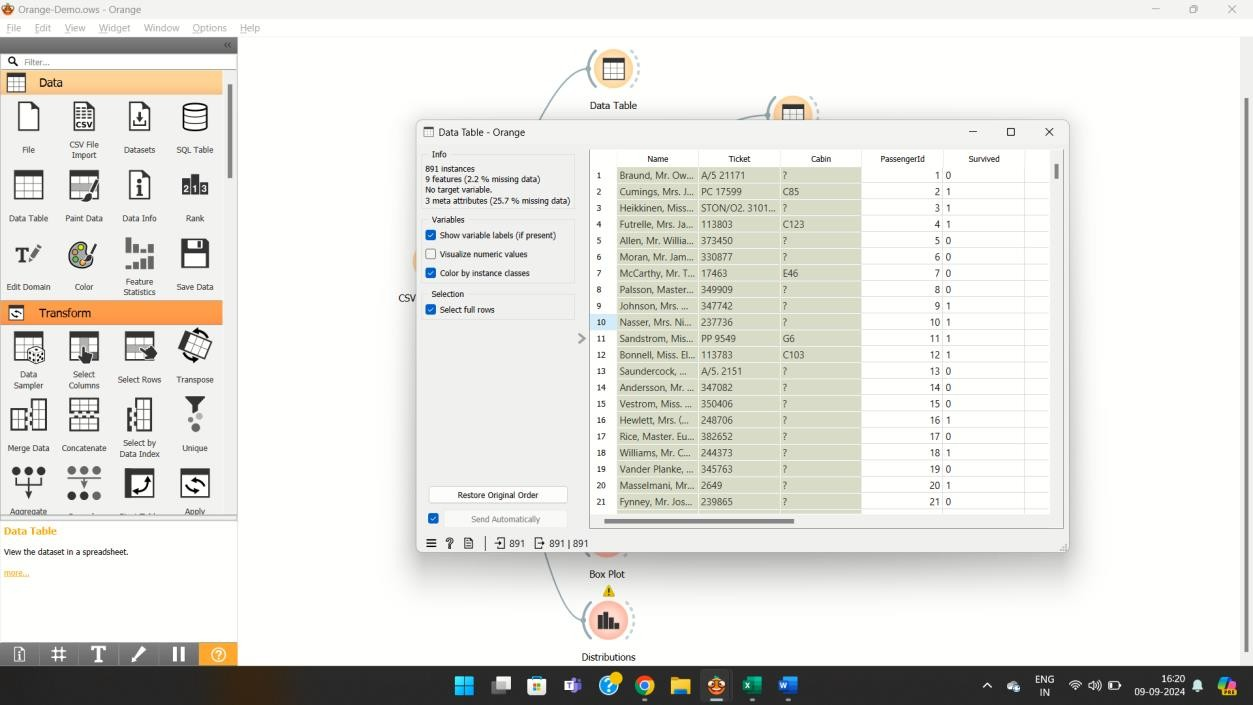 Orange-Demo.ows - Orange
File Edit View Widget Window Options Help
Filter...
Data
File
CSV File Import
Datasets
SQL Table
Data Table
Paint Data
Data Info
Rank
Edit Domain
Color
Feature Statistics
Save Data
Transform
Data Sampler
Select Columns
Select Rows
Transpose
Merge Data
Concatenate
Select by Data Index
Unique
Aggregate
Apply
Data Table
View the dataset in a spreadsheet.
more...
Data Table
CSV
Data Table - Orange
Info
891 instances
9 features (2.2 % missing data)
No target variable.
3 meta attributes (25.7 % missing data)
Variables
Show variable labels (if present)
Visualize numeric values
Color by instance classes
Selection
Select full rows
Restore Original Order
Send Automatically
891 891 | 891
Name Ticket Cabin PassengerId Survived
1 Braund, Mr. Ow... A/5 21171 ? 1 0
2 Cumings, Mrs. J... PC 17599 C85 2 1
3 Heikkinen, Miss... STON/O2. 3101... ? 3 1
4 Futrelle, Mrs. Ja... 113803 C123 4 1
5 Allen, Mr. Willia... 373450 ? 5 0
6 Moran, Mr. Jam... 330877 ? 6 0
7 McCarthy, Mr. T... 17463 E46 7 0
8 Palsson, Master... 349909 ? 8 0
9 Johnson, Mrs. ... 347742 ? 9 1
10 Nasser, Mrs. Ni... 237736 ? 10 1
11 Sandstrom, Mis... PP 9549 G6 11 1
12 Bonnell, Miss. El... 113783 C103 12 1
13 Saundercock, ... A/5. 2151 ? 13 0
14 Andersson, Mr. ... 347082 ? 14 0
15 Vestrom, Miss. ... 350406 ? 15 0
16 Hewlett, Mrs. (... 248706 ? 16 1
17 Rice, Master. Eu... 382652 ? 17 0
18 Williams, Mr. C... 244373 ? 18 1
19 Vander Planke, ... 345763 ? 19 0
20 Masselmani, Mr... 2649 ? 20 1
21 Fynney, Mr. Jos... 239865 ? 21 0
Box Plot
Distributions
ENG
IN
16:20
09-09-2024